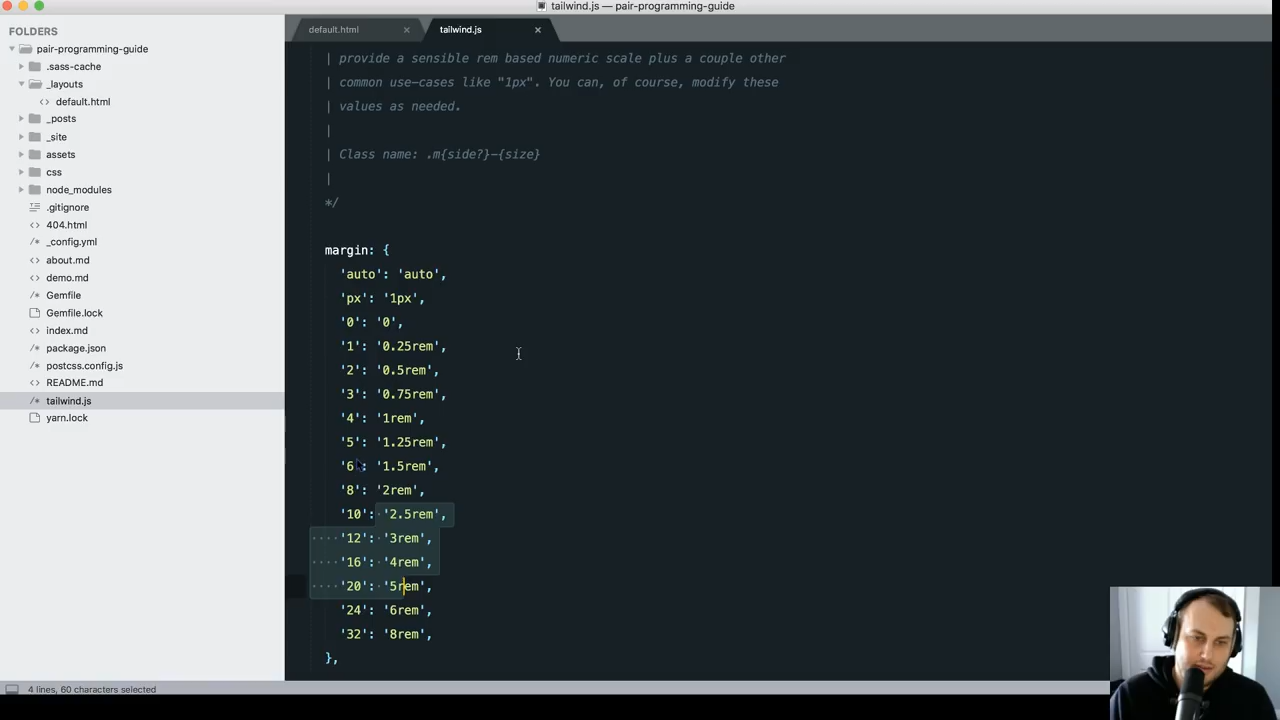 tailwind.js — pair-programming-guide
FOLDERS
pair-programming-guide
.sass-cache
_layouts
default.html
_posts
_site
assets
css
node_modules
.gitignore
404.html
_config.yml
about.md
demo.md
Gemfile
Gemfile.lock
index.md
package.json
postcss.config.js
README.md
tailwind.js
yarn.lock
default.html
tailwind.js
| provide a sensible rem based numeric scale plus a couple other
| common use-cases like "1px". You can, of course, modify these
| values as needed.
|
| Class name: .m{side?}-{size}
|
*/
margin: {
'auto': 'auto',
'px': '1px',
'0': '0',
'1': '0.25rem',
'2': '0.5rem',
'3': '0.75rem',
'4': '1rem',
'5': '1.25rem',
'6': '1.5rem',
'8': '2rem',
'10': '2.5rem',
'12': '3rem',
'16': '4rem',
'20': '5rem',
'24': '6rem',
'32': '8rem',
},
4 lines, 60 characters selected